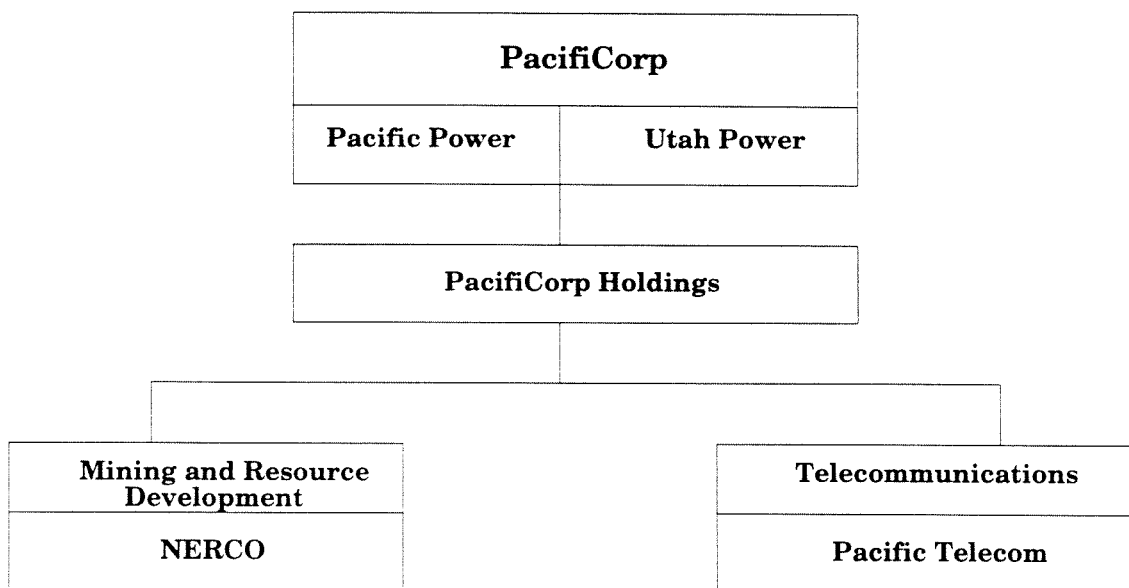 PacifiCorp
Pacific Power
Utah Power
PacifiCorp Holdings
Mining and Resource
Development
NERCO
Telecommunications
Pacific Telecom